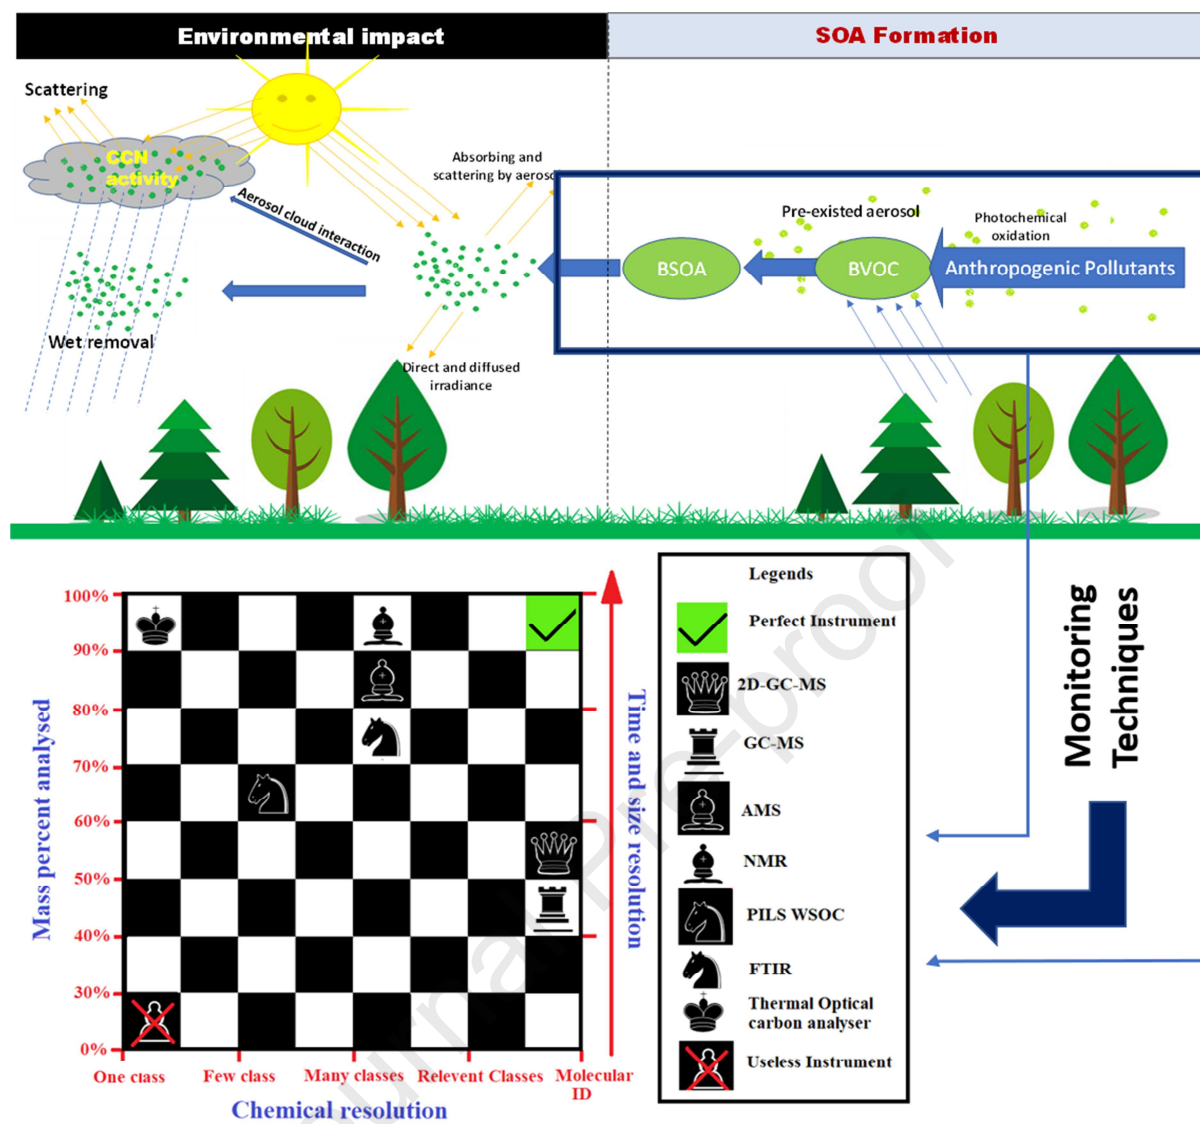 Environmental impact
SOA Formation
Scattering
CCN
activity
Aerosol cloud interaction
Absorbing and
scattering by aeroso
Pre-existed aerosol
Photochemical
oxidation
BSOA
BVOC
Anthropogenic Pollutants
Wet removal
Direct and diffused
irradiance
Monitoring
Techniques
100%
90%
80%
70%
60%
50%
40%
30%
0%
Mass percent analysed
One class
Few class
Many classes
Relevent Classes
Molecular
ID
Chemical resolution
Time and size resolution
Legends
Perfect Instrument
2D-GC-MS
GC-MS
AMS
NMR
PILS WSOC
FTIR
Thermal Optical
carbon analyser
Useless Instrument
Journal Pre-proof